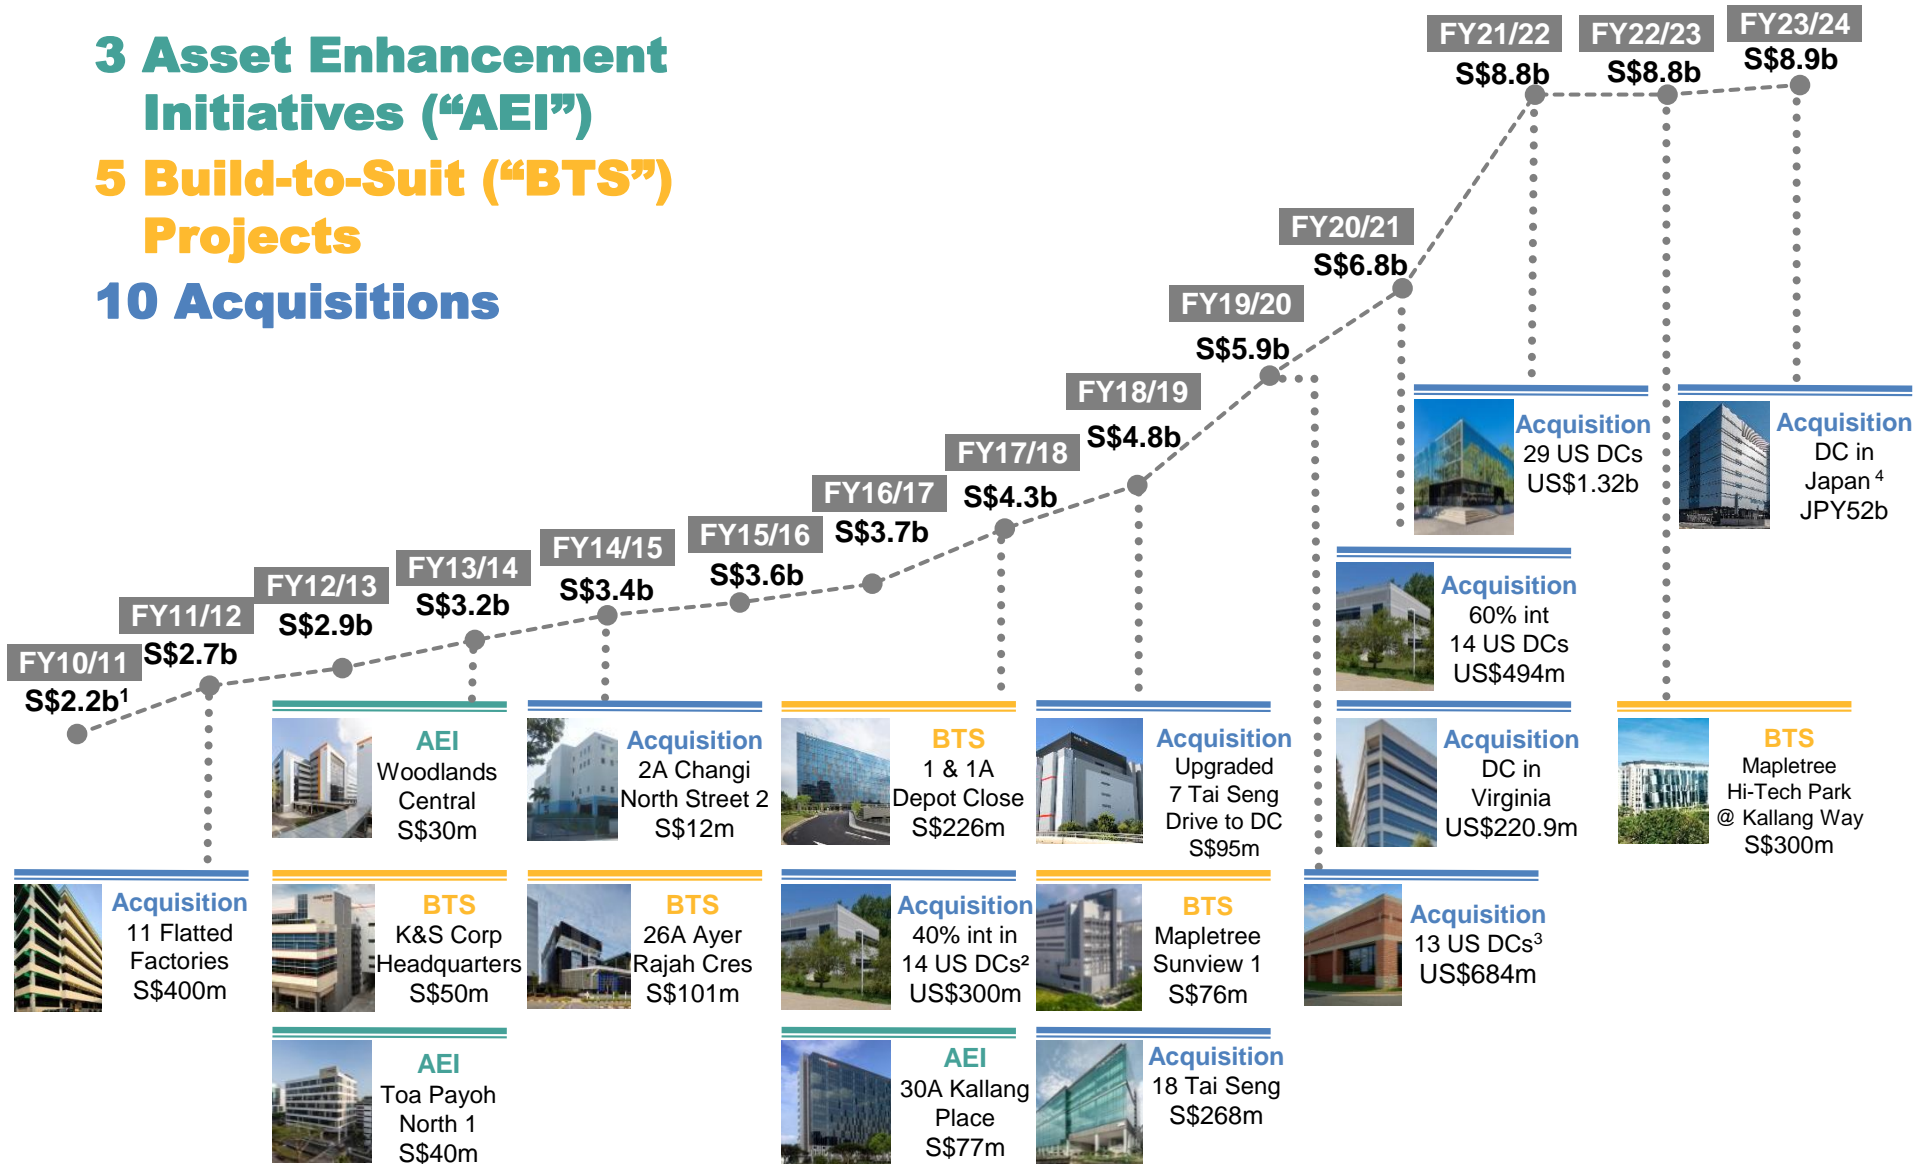 3 Asset Enhancement
Initiatives (“AEI”)
5 Build-to-Suit (“BTS”)
Projects
10 Acquisitions
FY10/11
S$2.2b¹
FY11/12
S$2.7b
FY12/13
S$2.9b
FY13/14
S$3.2b
FY14/15
S$3.4b
FY15/16
S$3.6b
FY16/17
S$3.7b
FY17/18
S$4.3b
FY18/19
S$4.8b
FY19/20
S$5.9b
FY20/21
S$6.8b
FY21/22
S$8.8b
FY22/23
S$8.8b
FY23/24
S$8.9b
Acquisition
11 Flatted
Factories
S$400m
AEI
Woodlands
Central
S$30m
BTS
K&S Corp
Headquarters
S$50m
AEI
Toa Payoh
North 1
S$40m
Acquisition
2A Changi
North Street 2
S$12m
BTS
26A Ayer
Rajah Cres
S$101m
BTS
1 & 1A
Depot Close
S$226m
Acquisition
40% int in
14 US DCs²
US$300m
AEI
30A Kallang
Place
S$77m
Acquisition
Upgraded
7 Tai Seng
Drive to DC
S$95m
BTS
Mapletree
Sunview 1
S$76m
Acquisition
18 Tai Seng
S$268m
Acquisition
13 US DCs³
US$684m
Acquisition
60% int
14 US DCs
US$494m
Acquisition
DC in
Virginia
US$220.9m
Acquisition
29 US DCs
US$1.32b
BTS
Mapletree
Hi-Tech Park
@ Kallang Way
S$300m
Acquisition
DC in
Japan ⁴
JPY52b